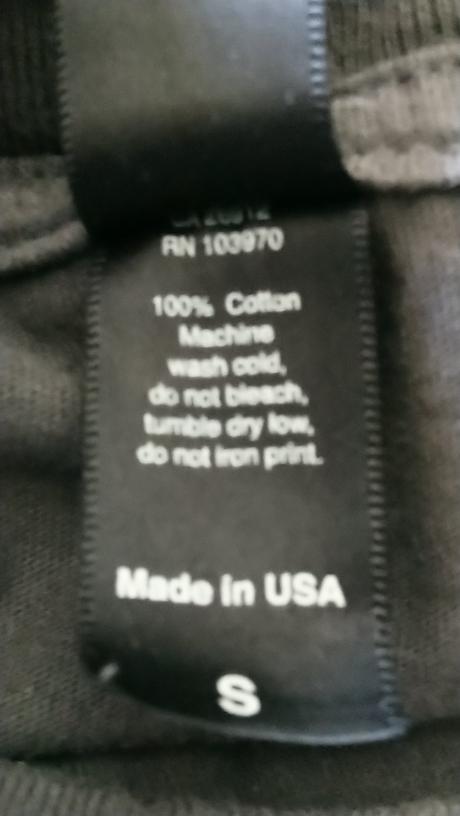 RN 103970
100% Cotton
Machine
wash cold,
do not bleach,
tumble dry low,
do not iron print.
Made in USA
S